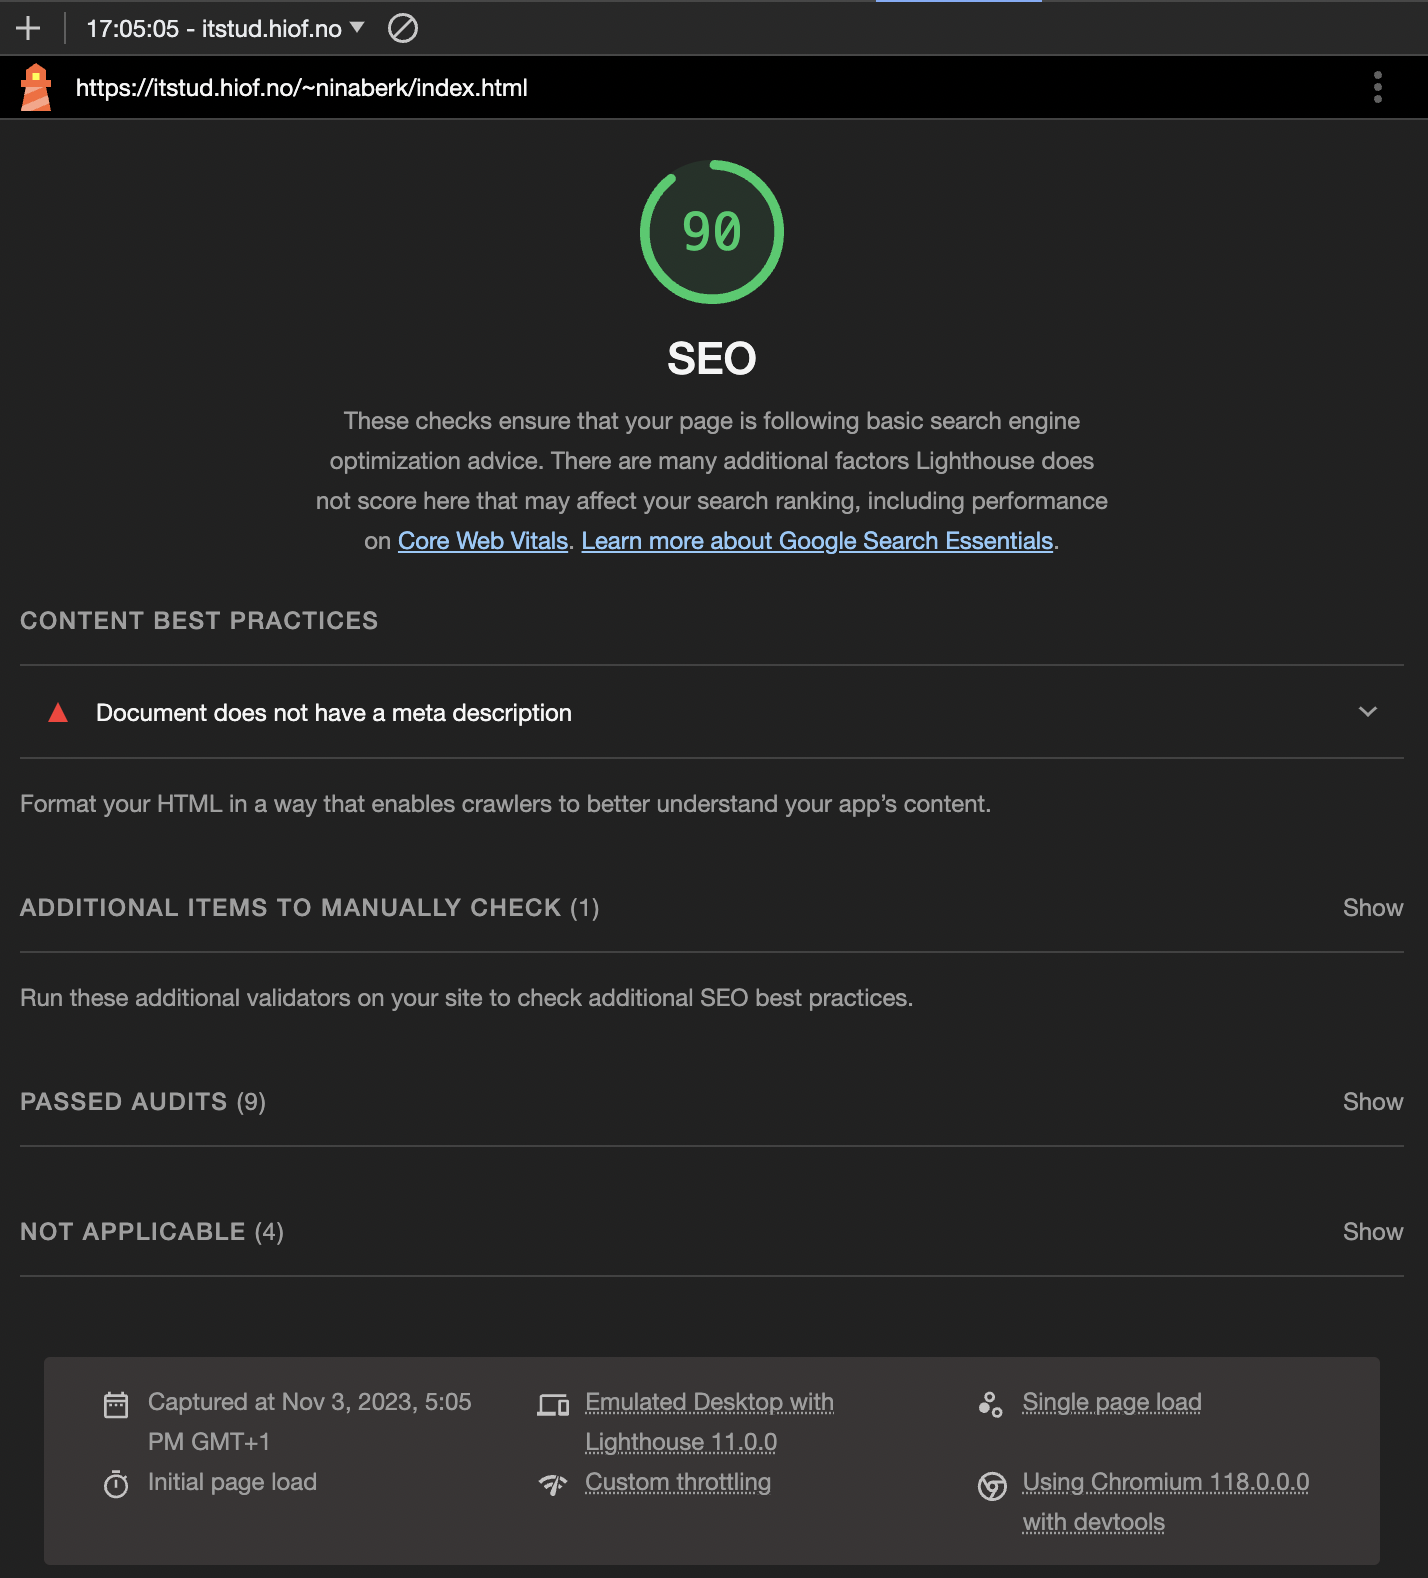 17:05:05 - itstud.hiof.no
https://itstud.hiof.no/~ninaberk/index.html
90
SEO
These checks ensure that your page is following basic search engine
optimization advice. There are many additional factors Lighthouse does
not score here that may affect your search ranking, including performance
on Core Web Vitals. Learn more about Google Search Essentials.
CONTENT BEST PRACTICES
Document does not have a meta description
Format your HTML in a way that enables crawlers to better understand your app’s content.
ADDITIONAL ITEMS TO MANUALLY CHECK (1)
Show
Run these additional validators on your site to check additional SEO best practices.
PASSED AUDITS (9)
Show
NOT APPLICABLE (4)
Show
Captured at Nov 3, 2023, 5:05
PM GMT+1
Emulated Desktop with
Lighthouse 11.0.0
Single page load
Initial page load
Custom throttling
Using Chromium 118.0.0.0
with devtools